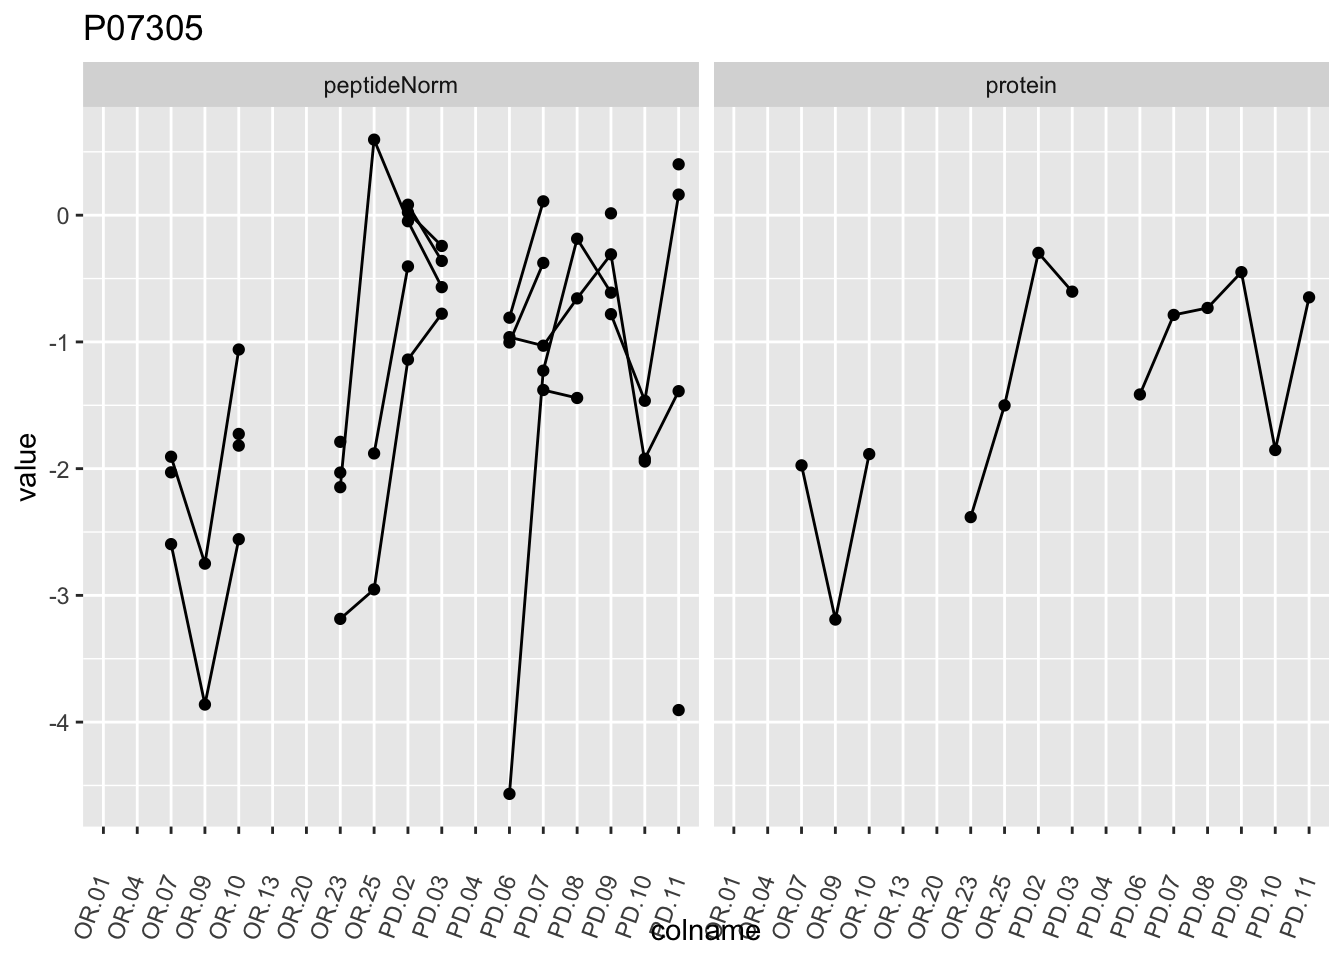 P07305
peptideNorm protein
value
0
-1
-2
-3
-4
OR.01 OR.04 OR.07 OR.09 OR.10 OR.13 OR.20 OR.23 OR.25 PD.02 PD.03 PD.04 PD.06 PD.07 PD.08 PD.09 PD.10 PD.11 OR.01 OR.04 OR.07 OR.09 OR.10 OR.13 OR.20 OR.23 OR.25 PD.02 PD.03 PD.04 PD.06 PD.07 PD.08 PD.09 PD.10 PD.11
colname